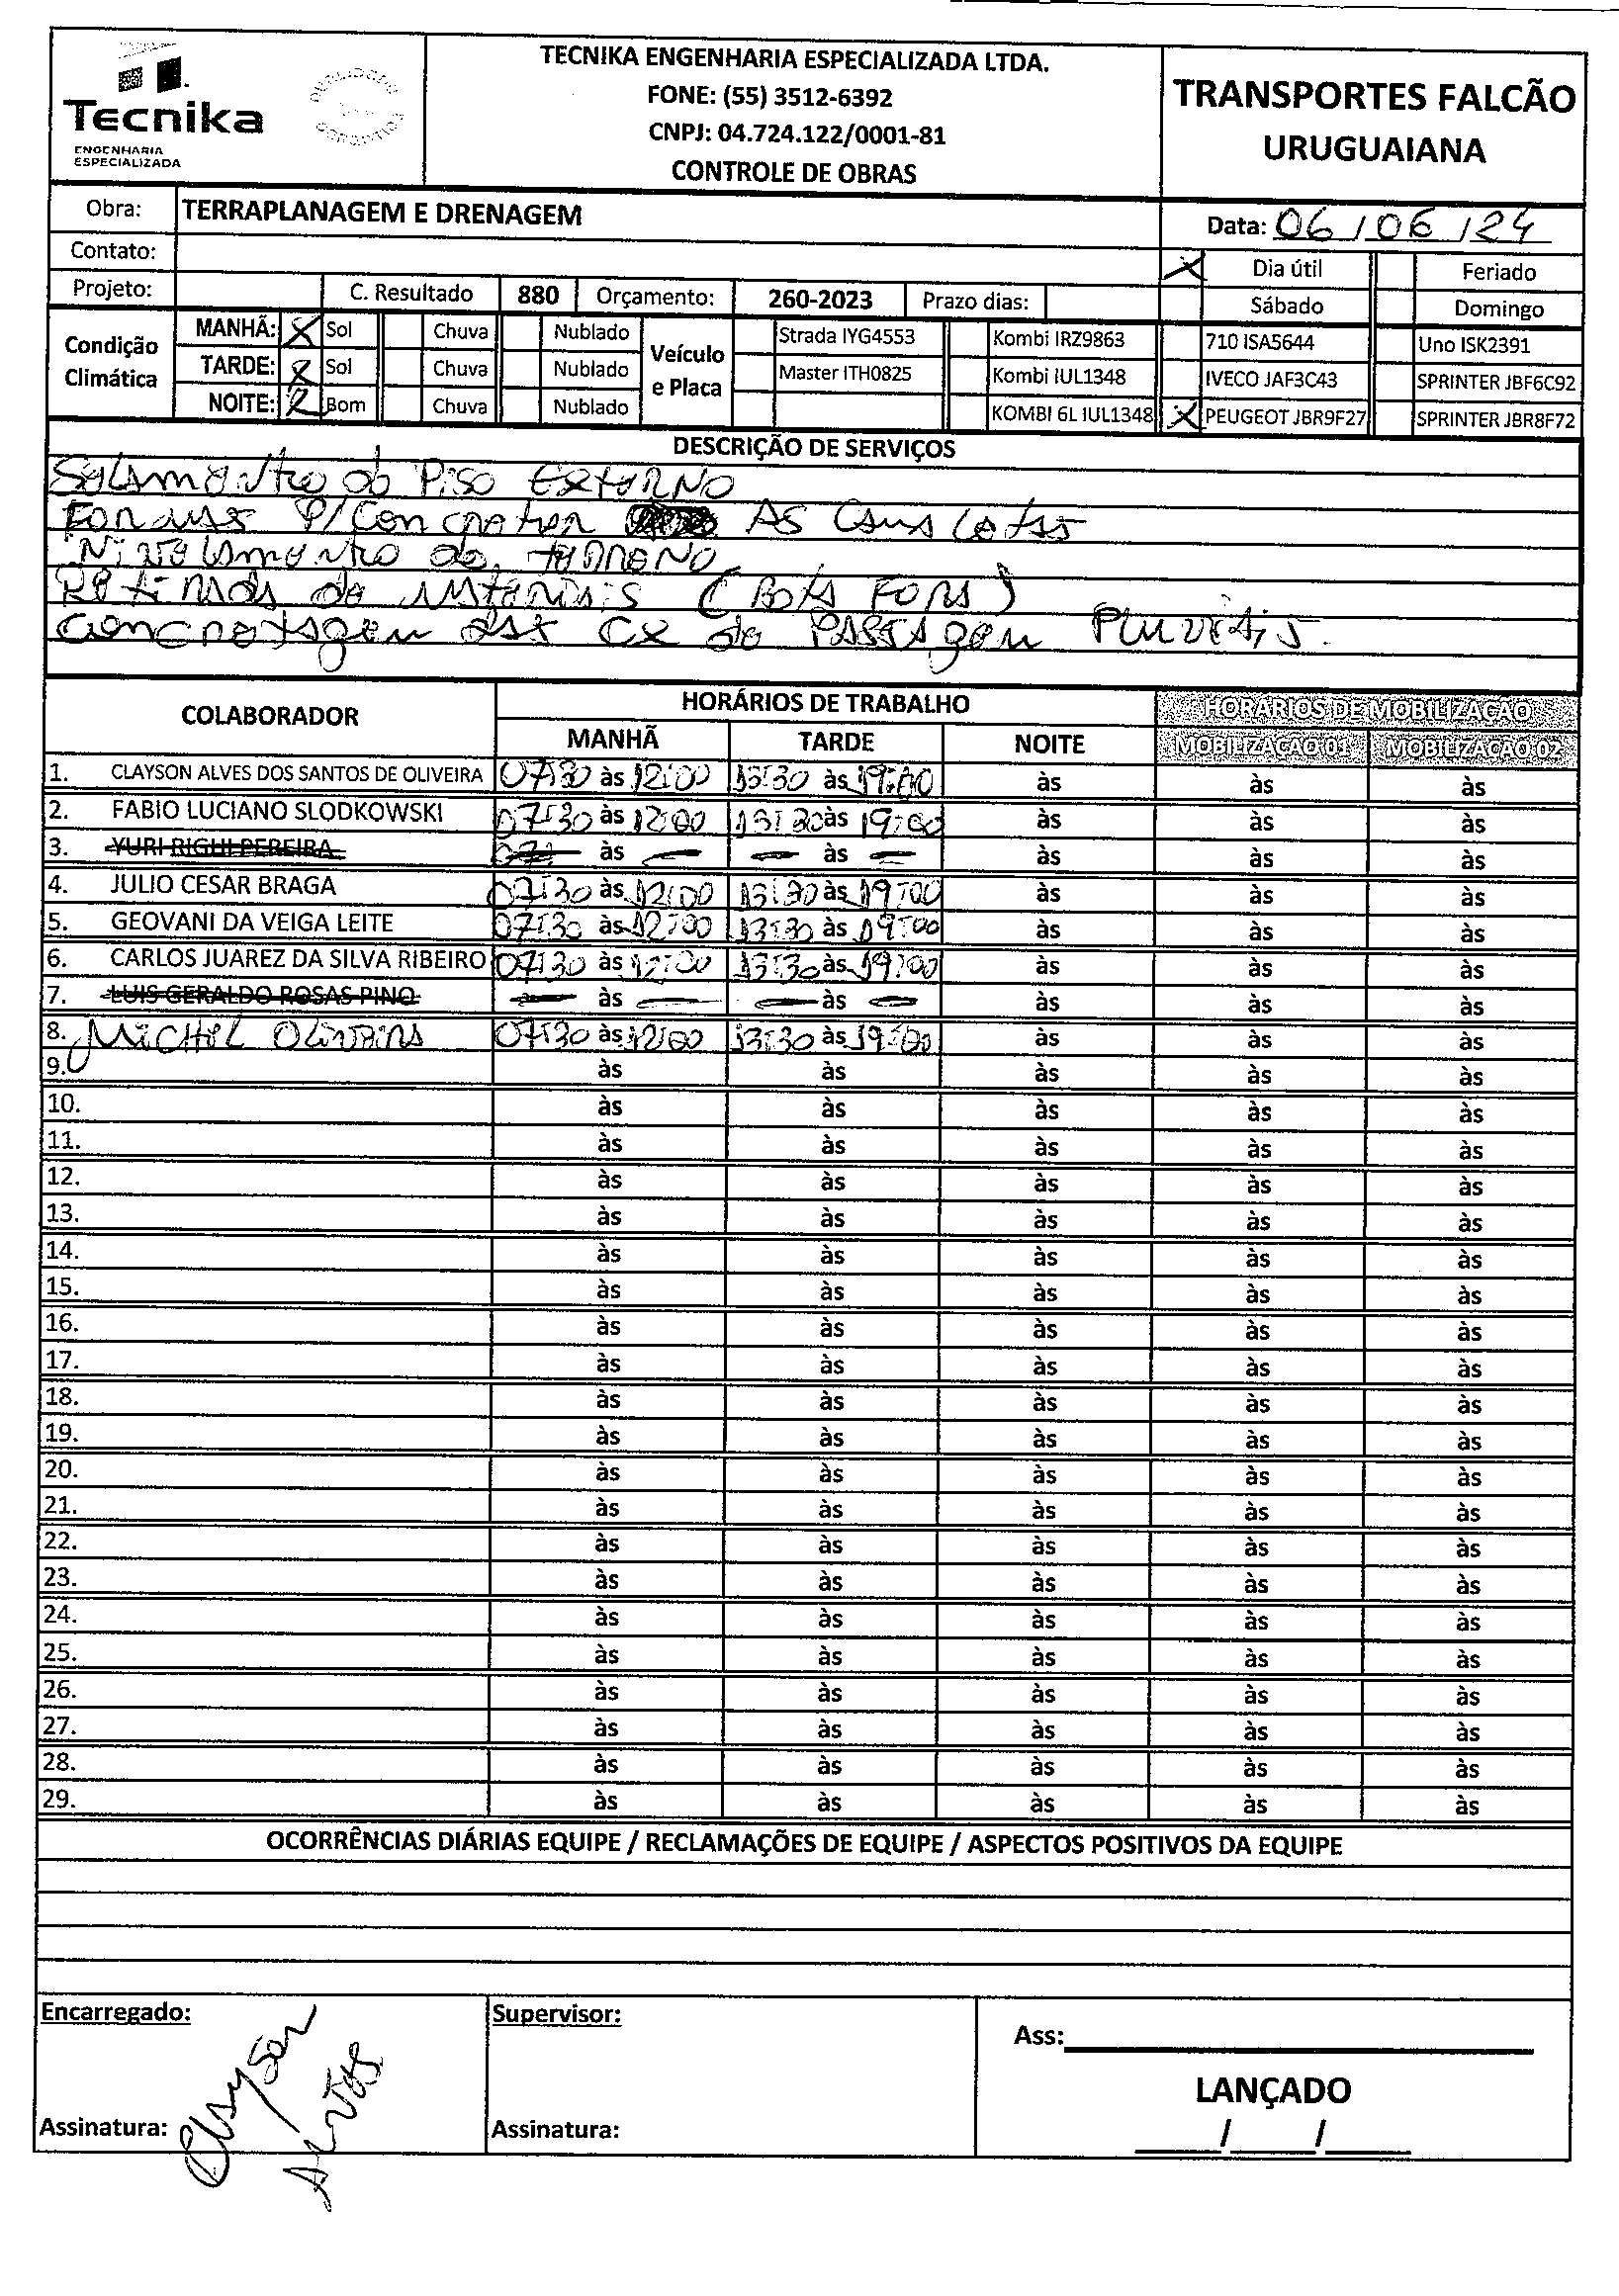 Tecnika
ENGENHARIA
ESPECIALIZADA
TECNIKA ENGENHARIA ESPECIALIZADA LTDA.
FONE: (55) 3512-6392
CNPJ: 04.724.122/0001-81
CONTROLE DE OBRAS
TRANSPORTES FALCÃO
URUGUAIANA
Obra: TERRAPLANAGEM E DRENAGEM
Data: 06/06/24
Contato:
X Dia útil Feriado
Projeto: C. Resultado 880 Orçamento: 260-2023 Prazo dias:
Sábado Domingo
Condição Climática
MANHÃ: X Sol Chuva Nublado
TARDE: X Sol Chuva Nublado
NOITE: X Bom Chuva Nublado
Veículo e Placa
Strada IYG4553 Kombi IRZ9863 710 ISA5644 Uno ISK2391
Master ITH0825 Kombi IUL1348 IVECO JAF3C43 SPRINTER JBF6C92
KOMBI 6L IUL1348 X PEUGEOT JBR9F27 SPRINTER JBR8F72
DESCRIÇÃO DE SERVIÇOS
do Piso Externo
P/ Concretar As
Nivelamento do terreno
Retirada de materiais (Bota Fora)
Concretagem das CX de Passagem Pluviais.
COLABORADOR HORÁRIOS DE TRABALHO HORÁRIOS DE MOBILIZAÇÃO
MANHÃ TARDE NOITE MOBILIZAÇÃO 01 MOBILIZAÇÃO 02
1. CLAYSON ALVES DOS SANTOS DE OLIVEIRA 07:30 às 12:00 13:30 às 19:00 às às às
2. FABIO LUCIANO SLODKOWSKI 07:30 às 12:00 13:30 às 19:00 às às às
3. YURI RIGHI PEREIRA às — — às — às às às
4. JULIO CESAR BRAGA 07:30 às 12:00 13:30 às 19:00 às às às
5. GEOVANI DA VEIGA LEITE 07:30 às 12:00 13:30 às 19:00 às às às
6. CARLOS JUAREZ DA SILVA RIBEIRO 07:30 às 12:00 13:30 às 19:00 às às às
7. LUIS GERALDO ROSAS PINO — às — — às — às às às
8. Michel Oliveira 07:30 às 12:00 13:30 às 19:00 às às às
9. às às às às às
10. às às às às às
11. às às às às às
12. às às às às às
13. às às às às às
14. às às às às às
15. às às às às às
16. às às às às às
17. às às às às às
18. às às às às às
19. às às às às às
20. às às às às às
21. às às às às às
22. às às às às às
23. às às às às às
24. às às às às às
25. às às às às às
26. às às às às às
27. às às às às às
28. às às às às às
29. às às às às às
OCORRÊNCIAS DIÁRIAS EQUIPE / RECLAMAÇÕES DE EQUIPE / ASPECTOS POSITIVOS DA EQUIPE
Encarregado: Supervisor: Ass:
LANÇADO
Assinatura: Clayson Alves Assinatura: / /